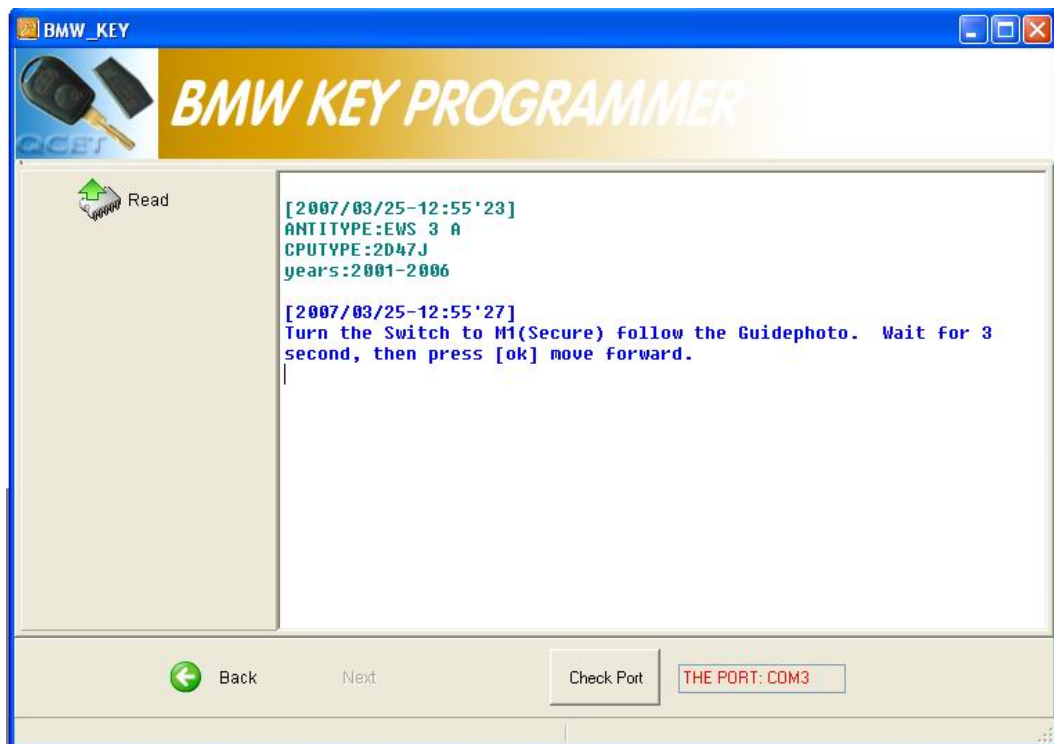 BMW_KEY
BMW KEY PROGRAMMER
QCET
Read
[2007/03/25-12:55'23]
ANTITYPE:EWS 3 A
CPUTYPE:2D47J
years:2001-2006
[2007/03/25-12:55'27]
Turn the Switch to M1(Secure) follow the Guidephoto.  Wait for 3
second, then press [ok] move forward.
Back
Next
Check Port
THE PORT: COM3